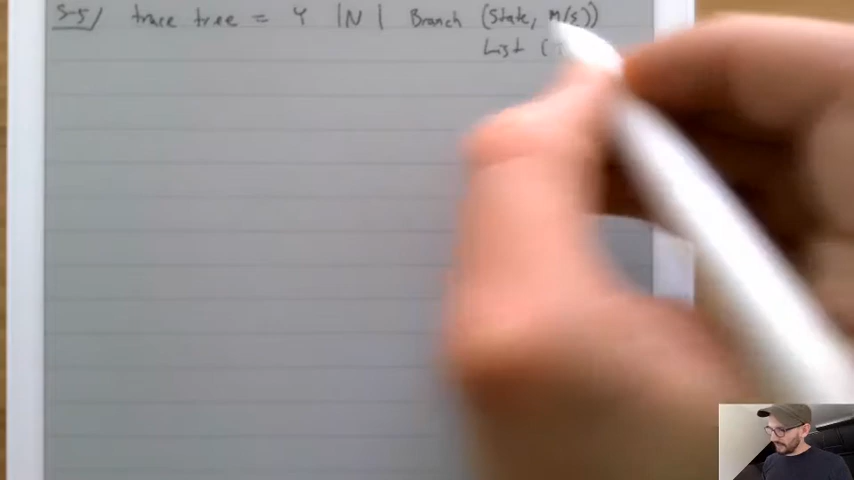 5-5/ trace tree = Y |N| Branch (State, M/S))
List (